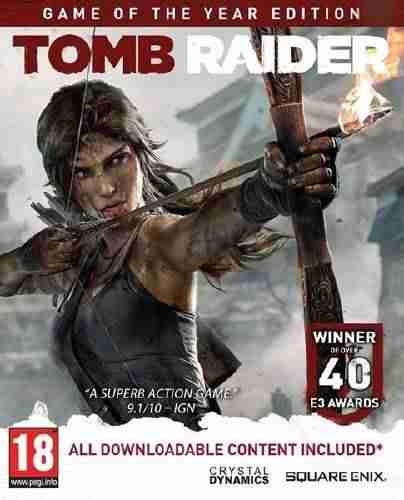 GAME OF THE YEAR EDITION
TOMB RAIDER
WINNER
OF OVER
40
E3 AWARDS
"A SUPERB ACTION GAME."
9.1/10 – IGN
18
www.pegi.info
ALL DOWNLOADABLE CONTENT INCLUDED*
CRYSTAL
DYNAMICS
SQUARE ENIX.